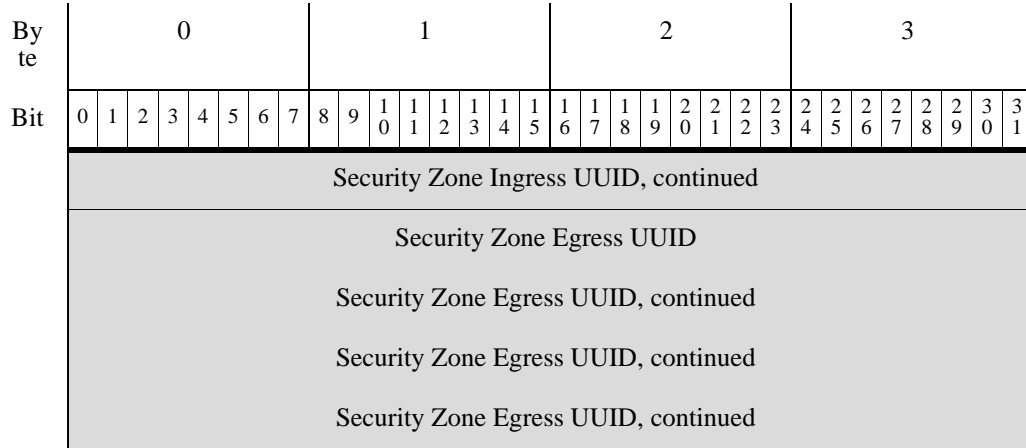 By
te 0 1 2 3
Bit 0 1 2 3 4 5 6 7 8 9 10 11 12 13 14 15 16 17 18 19 20 21 22 23 24 25 26 27 28 29 30 31
Security Zone Ingress UUID, continued
Security Zone Egress UUID
Security Zone Egress UUID, continued
Security Zone Egress UUID, continued
Security Zone Egress UUID, continued